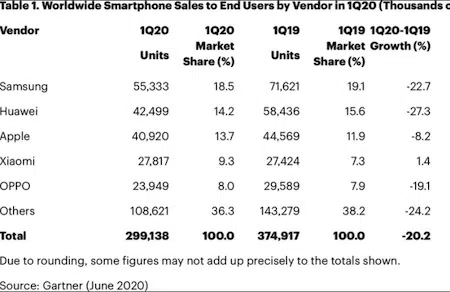 Table 1. Worldwide Smartphone Sales to End Users by Vendor in 1Q20 (Thousands
Vendor 1Q20 1Q20 1Q19 1Q19 1Q20-1Q19
Units Market Units Market Growth (%)
Share (%) Share (%)
Samsung 55,333 18.5 71,621 19.1 -22.7
Huawei 42,499 14.2 58,436 15.6 -27.3
Apple 40,920 13.7 44,569 11.9 -8.2
Xiaomi 27,817 9.3 27,424 7.3 1.4
OPPO 23,949 8.0 29,589 7.9 -19.1
Others 108,621 36.3 143,279 38.2 -24.2
Total 299,138 100.0 374,917 100.0 -20.2
Due to rounding, some figures may not add up precisely to the totals shown.
Source: Gartner (June 2020)